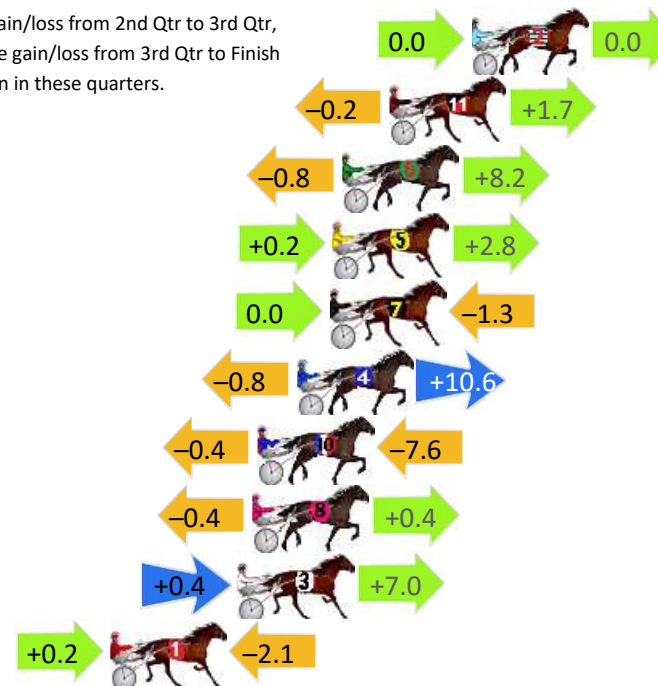 ain/loss from 2nd Qtr to 3rd Qtr,
e gain/loss from 3rd Qtr to Finish
n in these quarters.
0.0 0.0
–0.2 11 +1.7
–0.8 6 +8.2
+0.2 5 +2.8
0.0 7 –1.3
–0.8 4 +10.6
–0.4 10 –7.6
–0.4 8 +0.4
+0.4 3 +7.0
+0.2 1 –2.1